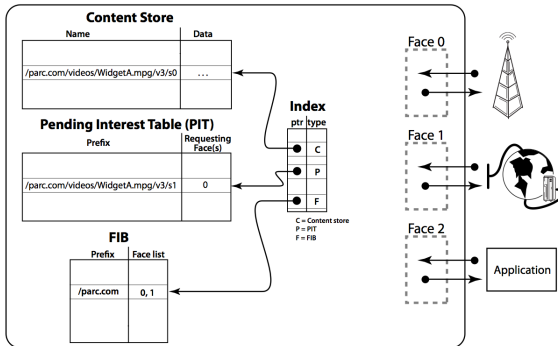 Content Store
Name Data
/parc.com/videos/WidgetA.mpg/v3/s0 ...
Pending Interest Table (PIT)
Prefix Requesting Face(s)
/parc.com/videos/WidgetA.mpg/v3/s1 0
FIB
Prefix Face list
/parc.com 0, 1
Index
ptr type
C
P
F
C = Content store
P = PIT
F = FIB
Face 0
Face 1
Face 2
Application